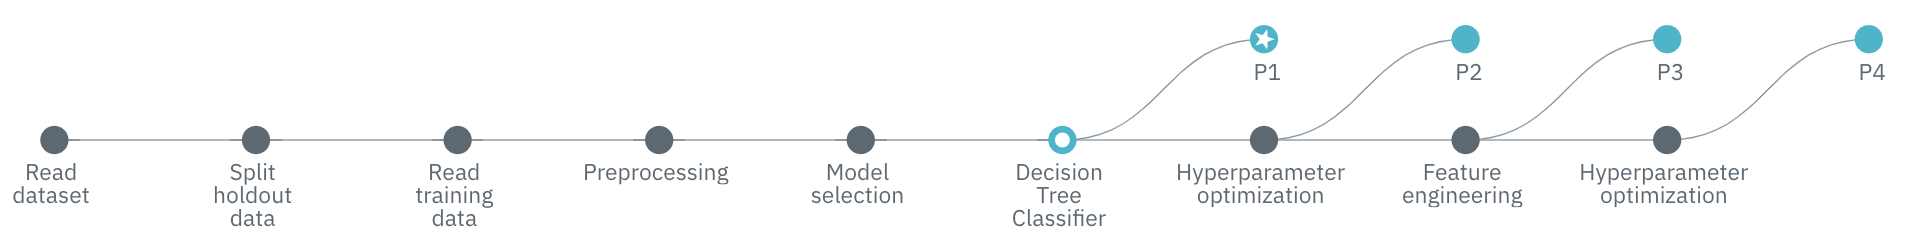 P1
P2
P3
P4
Read
dataset
Split
holdout
data
Read
training
data
Preprocessing
Model
selection
Decision
Tree
Classifier
Hyperparameter
optimization
Feature
engineering
Hyperparameter
optimization